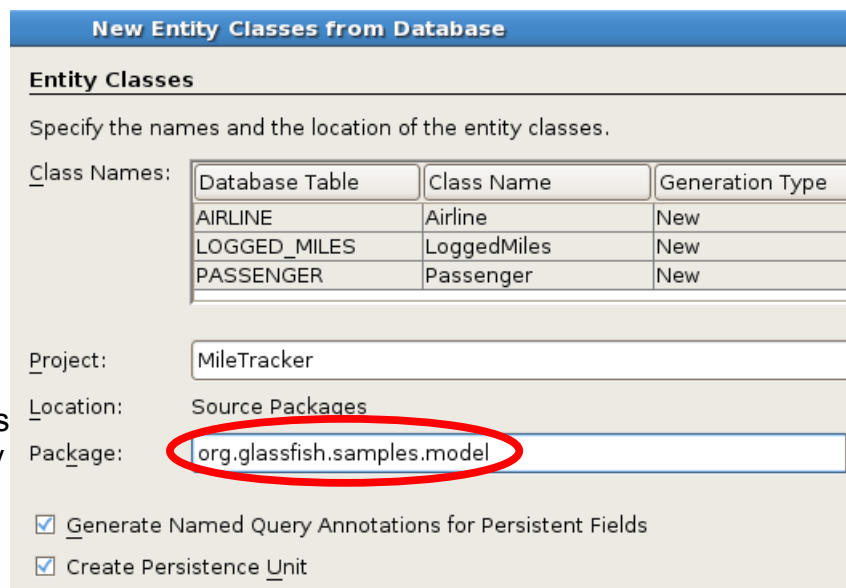 New Entity Classes from Database
Entity Classes
Specify the names and the location of the entity classes.
Class Names:
Database Table Class Name Generation Type
AIRLINE Airline New
LOGGED_MILES LoggedMiles New
PASSENGER Passenger New
Project: MileTracker
s
Location: Source Packages
Package: org.glassfish.samples.model
Generate Named Query Annotations for Persistent Fields
Create Persistence Unit